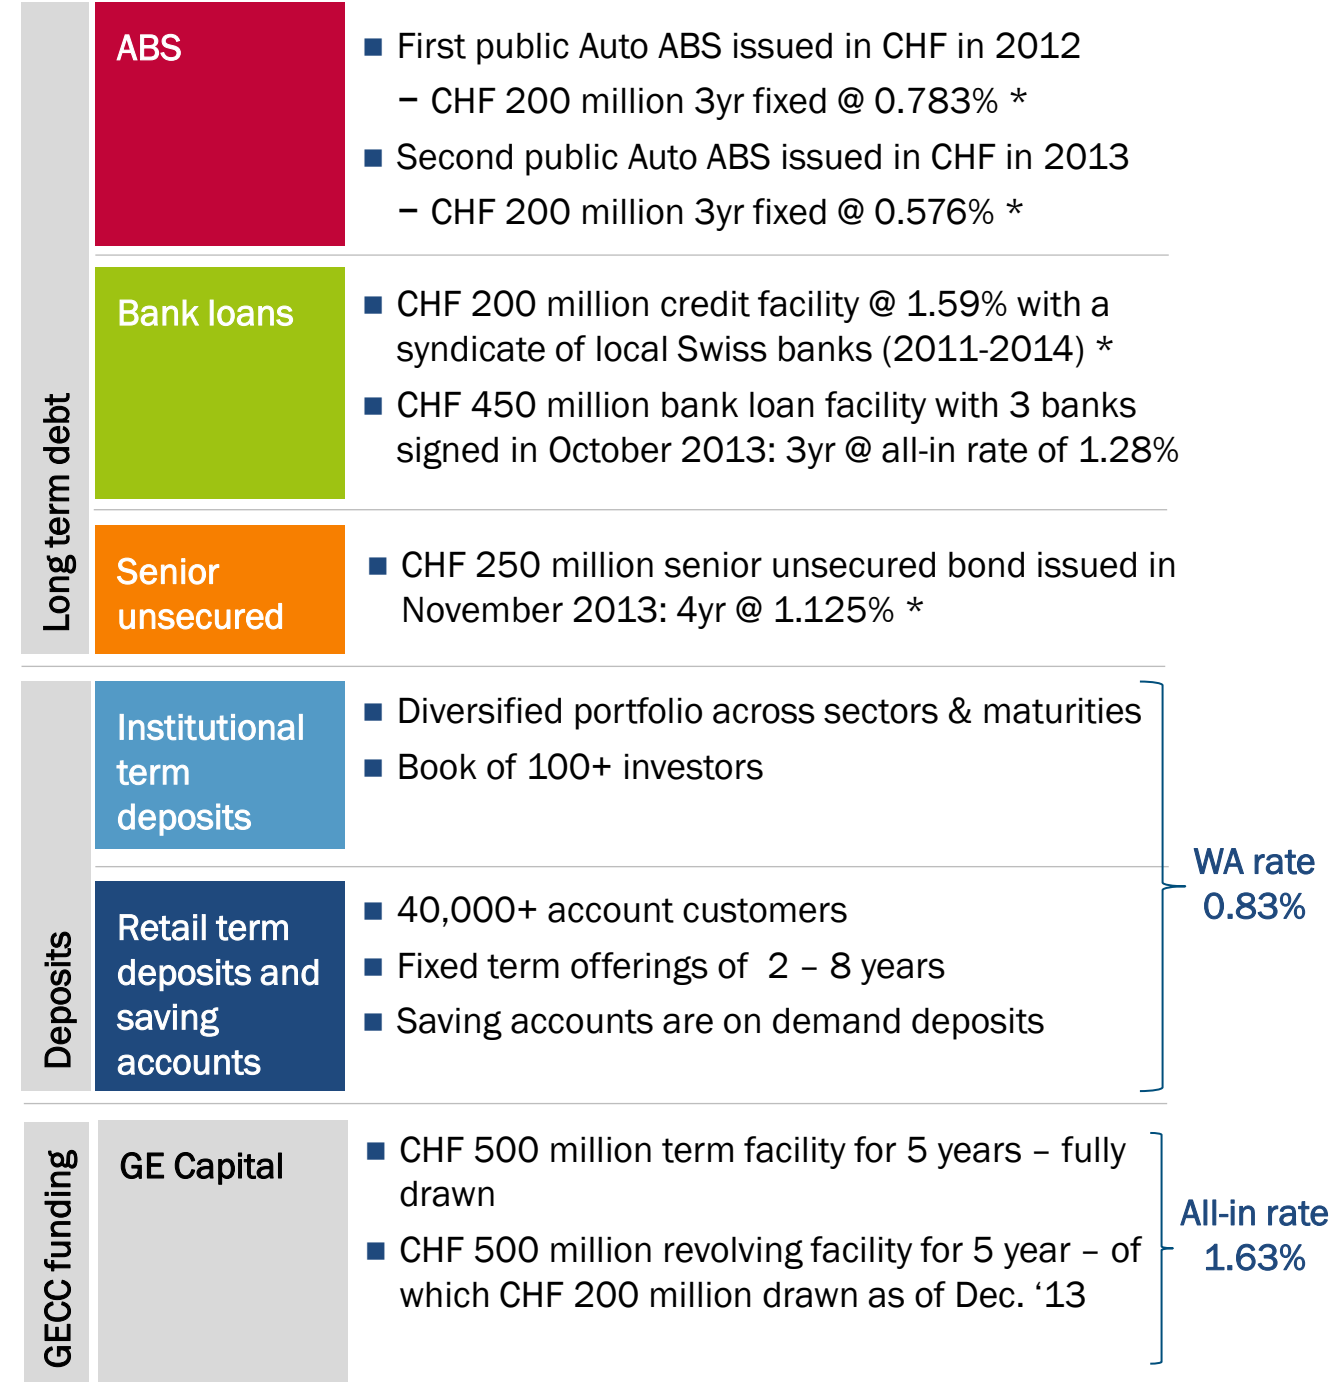 Long term debt
ABS
■ First public Auto ABS issued in CHF in 2012
– CHF 200 million 3yr fixed @ 0.783% *
■ Second public Auto ABS issued in CHF in 2013
– CHF 200 million 3yr fixed @ 0.576% *
Bank loans
■ CHF 200 million credit facility @ 1.59% with a
syndicate of local Swiss banks (2011-2014) *
■ CHF 450 million bank loan facility with 3 banks
signed in October 2013: 3yr @ all-in rate of 1.28%
Senior
unsecured
■ CHF 250 million senior unsecured bond issued in
November 2013: 4yr @ 1.125% *
Deposits
Institutional
term
deposits
■ Diversified portfolio across sectors & maturities
■ Book of 100+ investors
Retail term
deposits and
saving
accounts
■ 40,000+ account customers
■ Fixed term offerings of 2 – 8 years
■ Saving accounts are on demand deposits
WA rate
0.83%
GECC funding
GE Capital
■ CHF 500 million term facility for 5 years – fully
drawn
■ CHF 500 million revolving facility for 5 year – of
which CHF 200 million drawn as of Dec. ‘13
All-in rate
1.63%